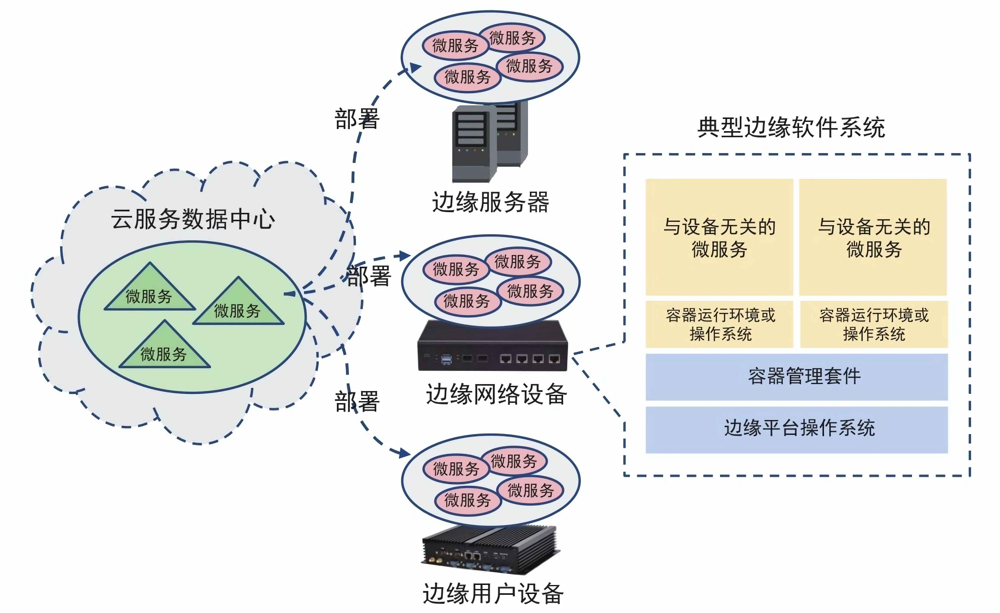 微服务
微服务
微服务
微服务
部署
边缘服务器
云服务数据中心
微服务
微服务
微服务
部署
微服务
微服务
微服务
微服务
边缘网络设备
部署
微服务
微服务
微服务
微服务
边缘用户设备
典型边缘软件系统
与设备无关的
微服务
与设备无关的
微服务
容器运行环境或
操作系统
容器运行环境或
操作系统
容器管理套件
边缘平台操作系统